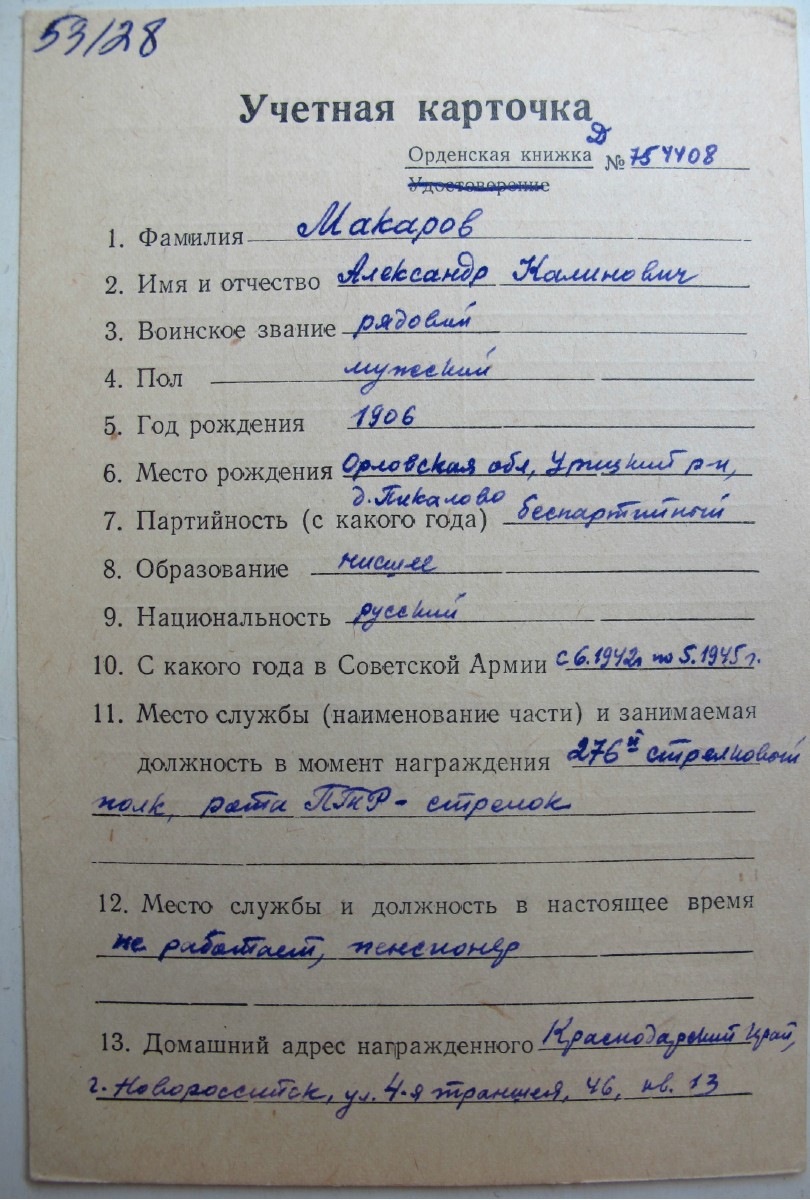 53/28
Учетная карточка
Орденская книжка Д № 754408
Удостоверение
1. Фамилия Макаров
2. Имя и отчество Александр Калинович
3. Воинское звание рядовой
4. Пол мужской
5. Год рождения 1906
6. Место рождения Орловская обл, Урицкий р-н,
д. Пикалово
7. Партийность (с какого года) беспартийный
8. Образование низшее
9. Национальность русский
10. С какого года в Советской Армии с 6.1942г по 5.1945 г.
11. Место службы (наименование части) и занимаемая
должность в момент награждения 276й стрелковый
полк, рота ПТР - стрелок
12. Место службы и должность в настоящее время
не работает, пенсионер
13. Домашний адрес награжденного Краснодарский край,
г. Новороссийск, ул. 4-я траншея, 46, кв. 13